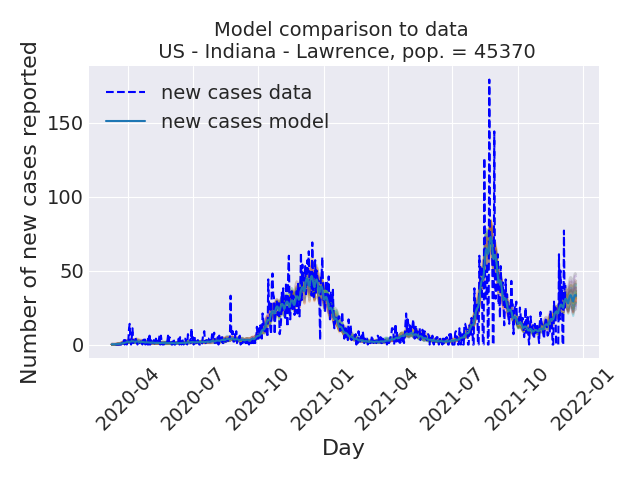 Model comparison to data
US - Indiana - Lawrence, pop. = 45370
new cases data
new cases model
Number of new cases reported
150
100
50
0
2020-04
2020-07
2020-10
2021-01
2021-04
2021-07
2021-10
2022-01
Day